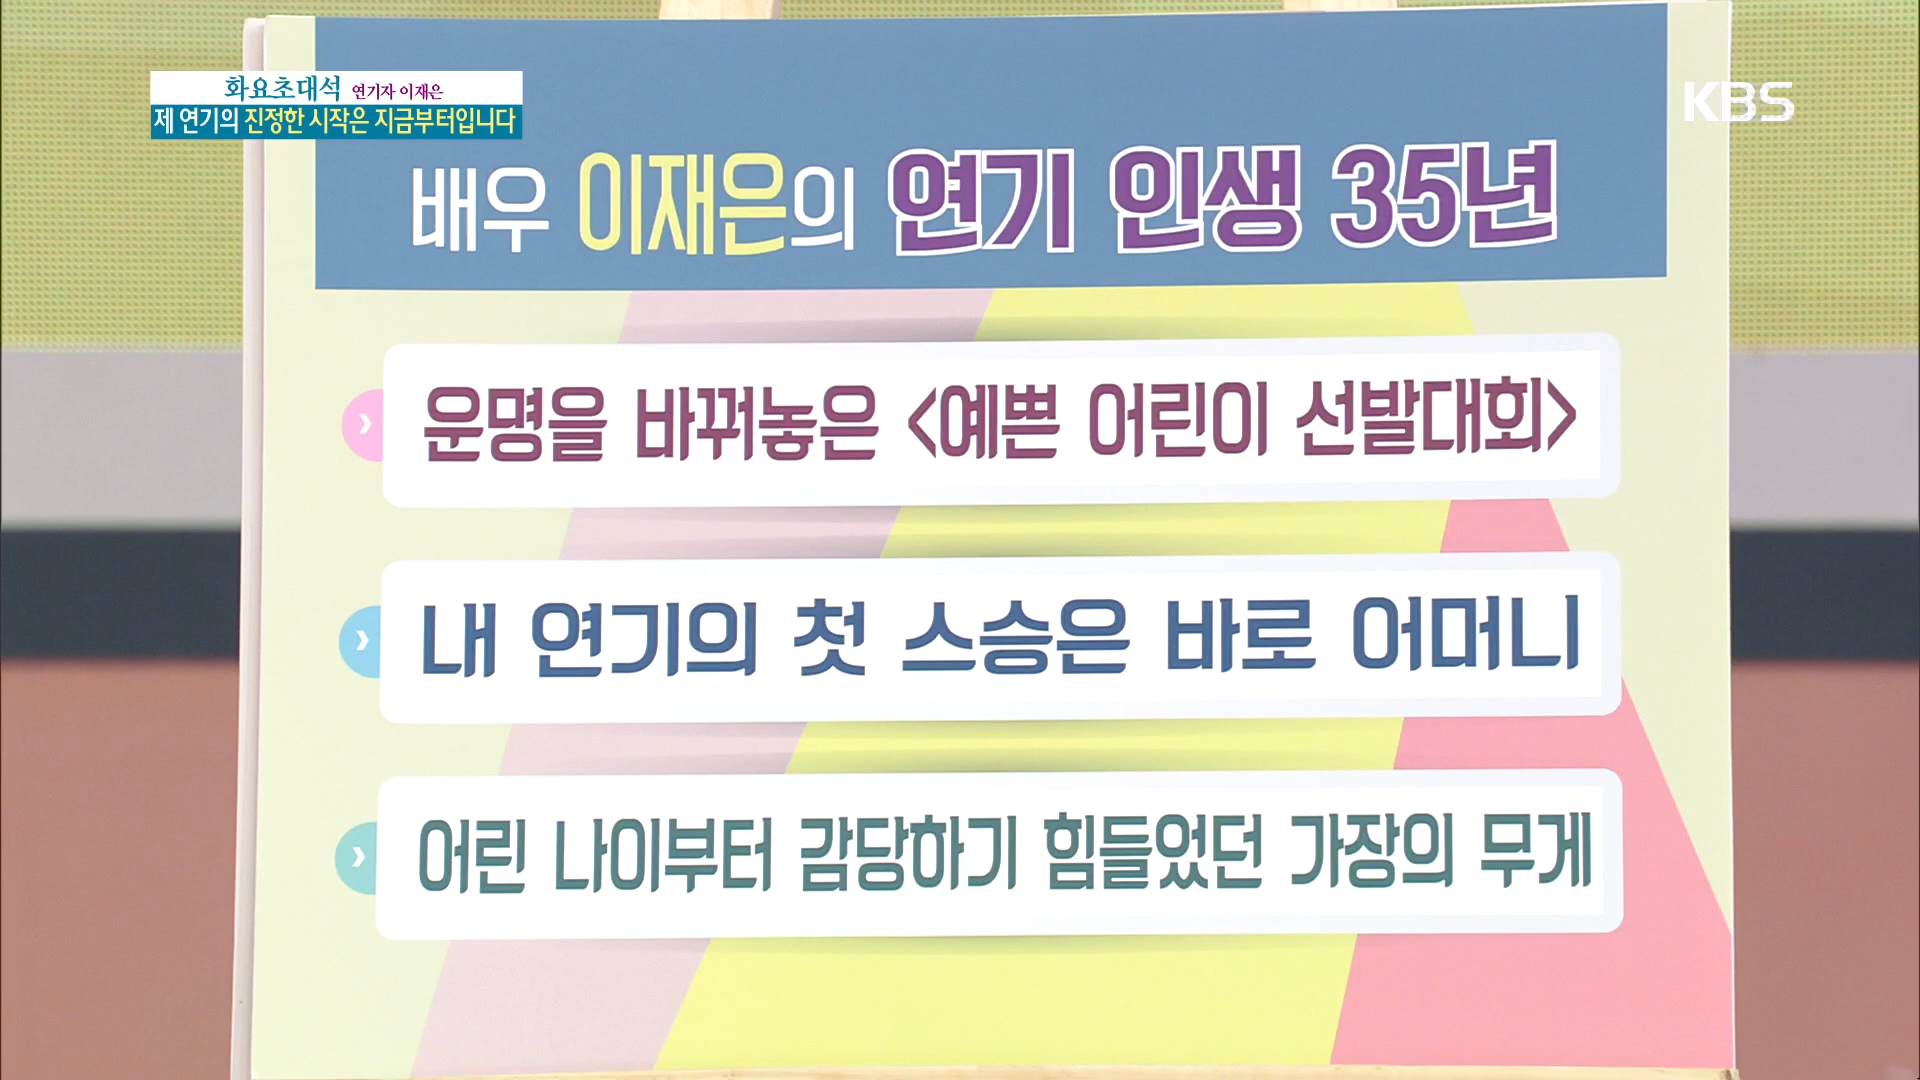 화요초대석 연기자 이재은
제 연기의 진정한 시작은 지금부터입니다
KBS
배우 이재은의 연기 인생 35년
운명을 바꿔놓은 <예쁜 어린이 선발대회>
내 연기의 첫 스승은 바로 어머니
어린 나이부터 감당하기 힘들었던 가장의 무게